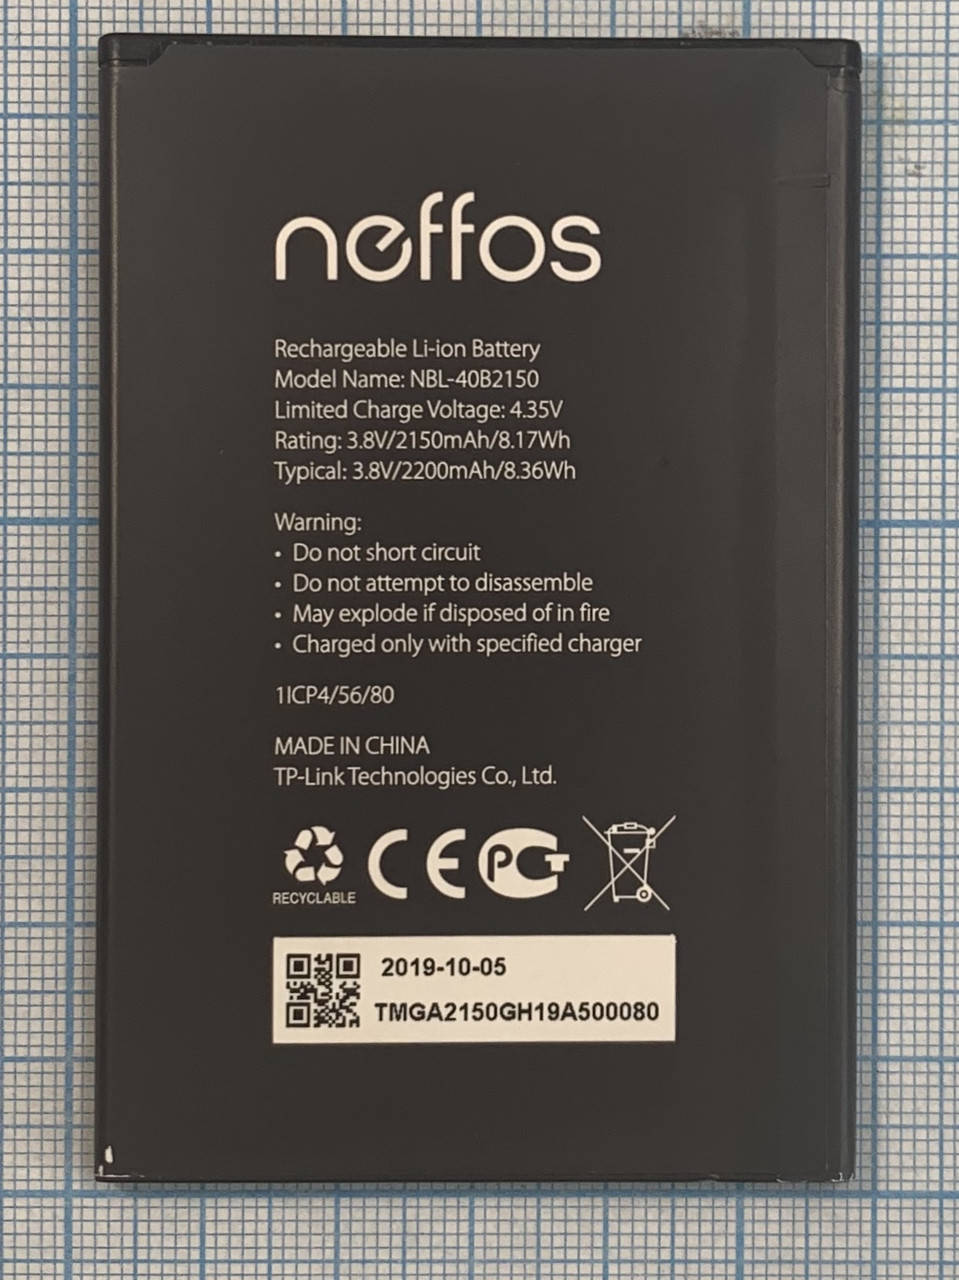 neffos
Rechargeable Li-ion Battery
Model Name: NBL-40B2150
Limited Charge Voltage: 4.35V
Rating: 3.8V/2150mAh/8.17Wh
Typical: 3.8V/2200mAh/8.36Wh
Warning:
• Do not short circuit
• Do not attempt to disassemble
• May explode if disposed of in fire
• Charged only with specified charger
1ICP4/56/80
MADE IN CHINA
TP-Link Technologies Co., Ltd.
CE РСТ
RECYCLABLE
2019-10-05
TMGA2150GH19A500080